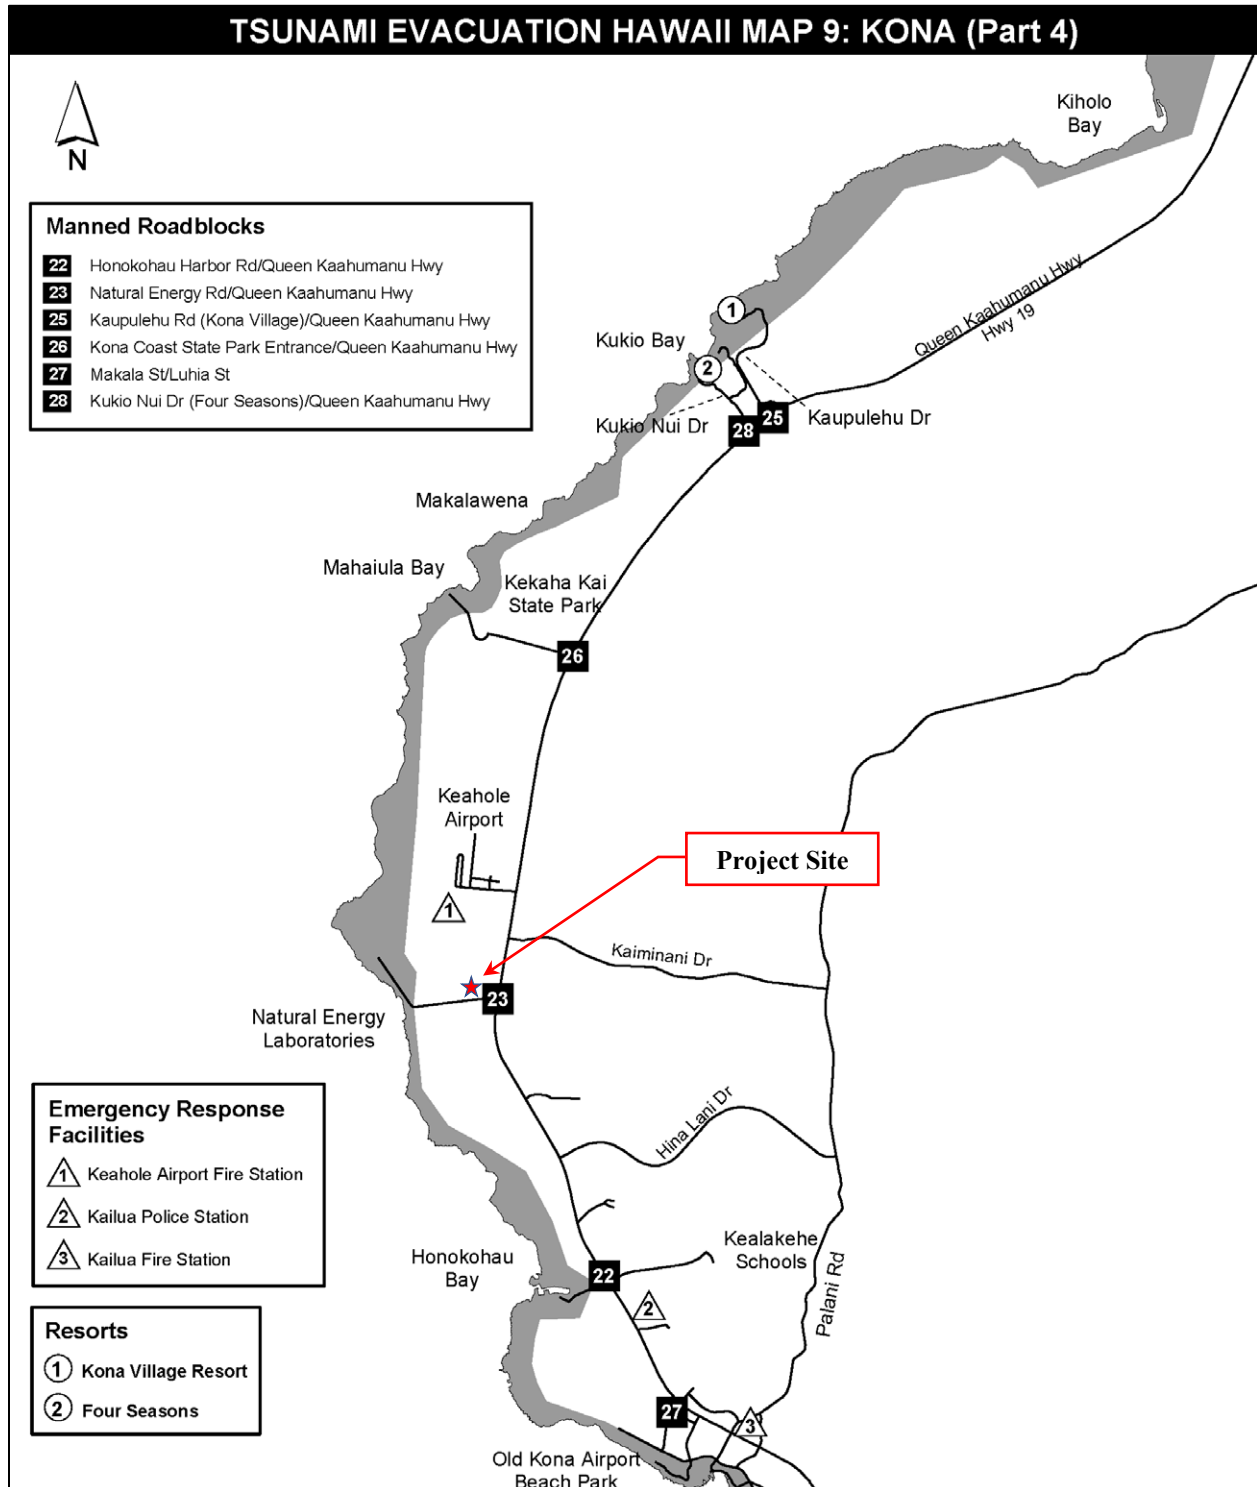 TSUNAMI EVACUATION HAWAII MAP 9: KONA (Part 4)
N
Kiholo
Bay
Manned Roadblocks
22 Honokohau Harbor Rd/Queen Kaahumanu Hwy
23 Natural Energy Rd/Queen Kaahumanu Hwy
25 Kaupulehu Rd (Kona Village)/Queen Kaahumanu Hwy
26 Kona Coast State Park Entrance/Queen Kaahumanu Hwy
27 Makala St/Luhia St
28 Kukio Nui Dr (Four Seasons)/Queen Kaahumanu Hwy
Queen Kaahumanu Hwy
Hwy 19
1
Kukio Bay
2
Kukio Nui Dr
28
25
Kaupulehu Dr
Makalawena
Mahaiula Bay
Kekaha Kai
State Park
26
Keahole
Airport
1
Project Site
Kaiminani Dr
23
Natural Energy
Laboratories
Hina Lani Dr
Emergency Response
Facilities
1 Keahole Airport Fire Station
2 Kailua Police Station
3 Kailua Fire Station
Honokohau
Bay
22
Kealakehe
Schools
2
Palani Rd
Resorts
1 Kona Village Resort
2 Four Seasons
27
3
Old Kona Airport
Beach Park